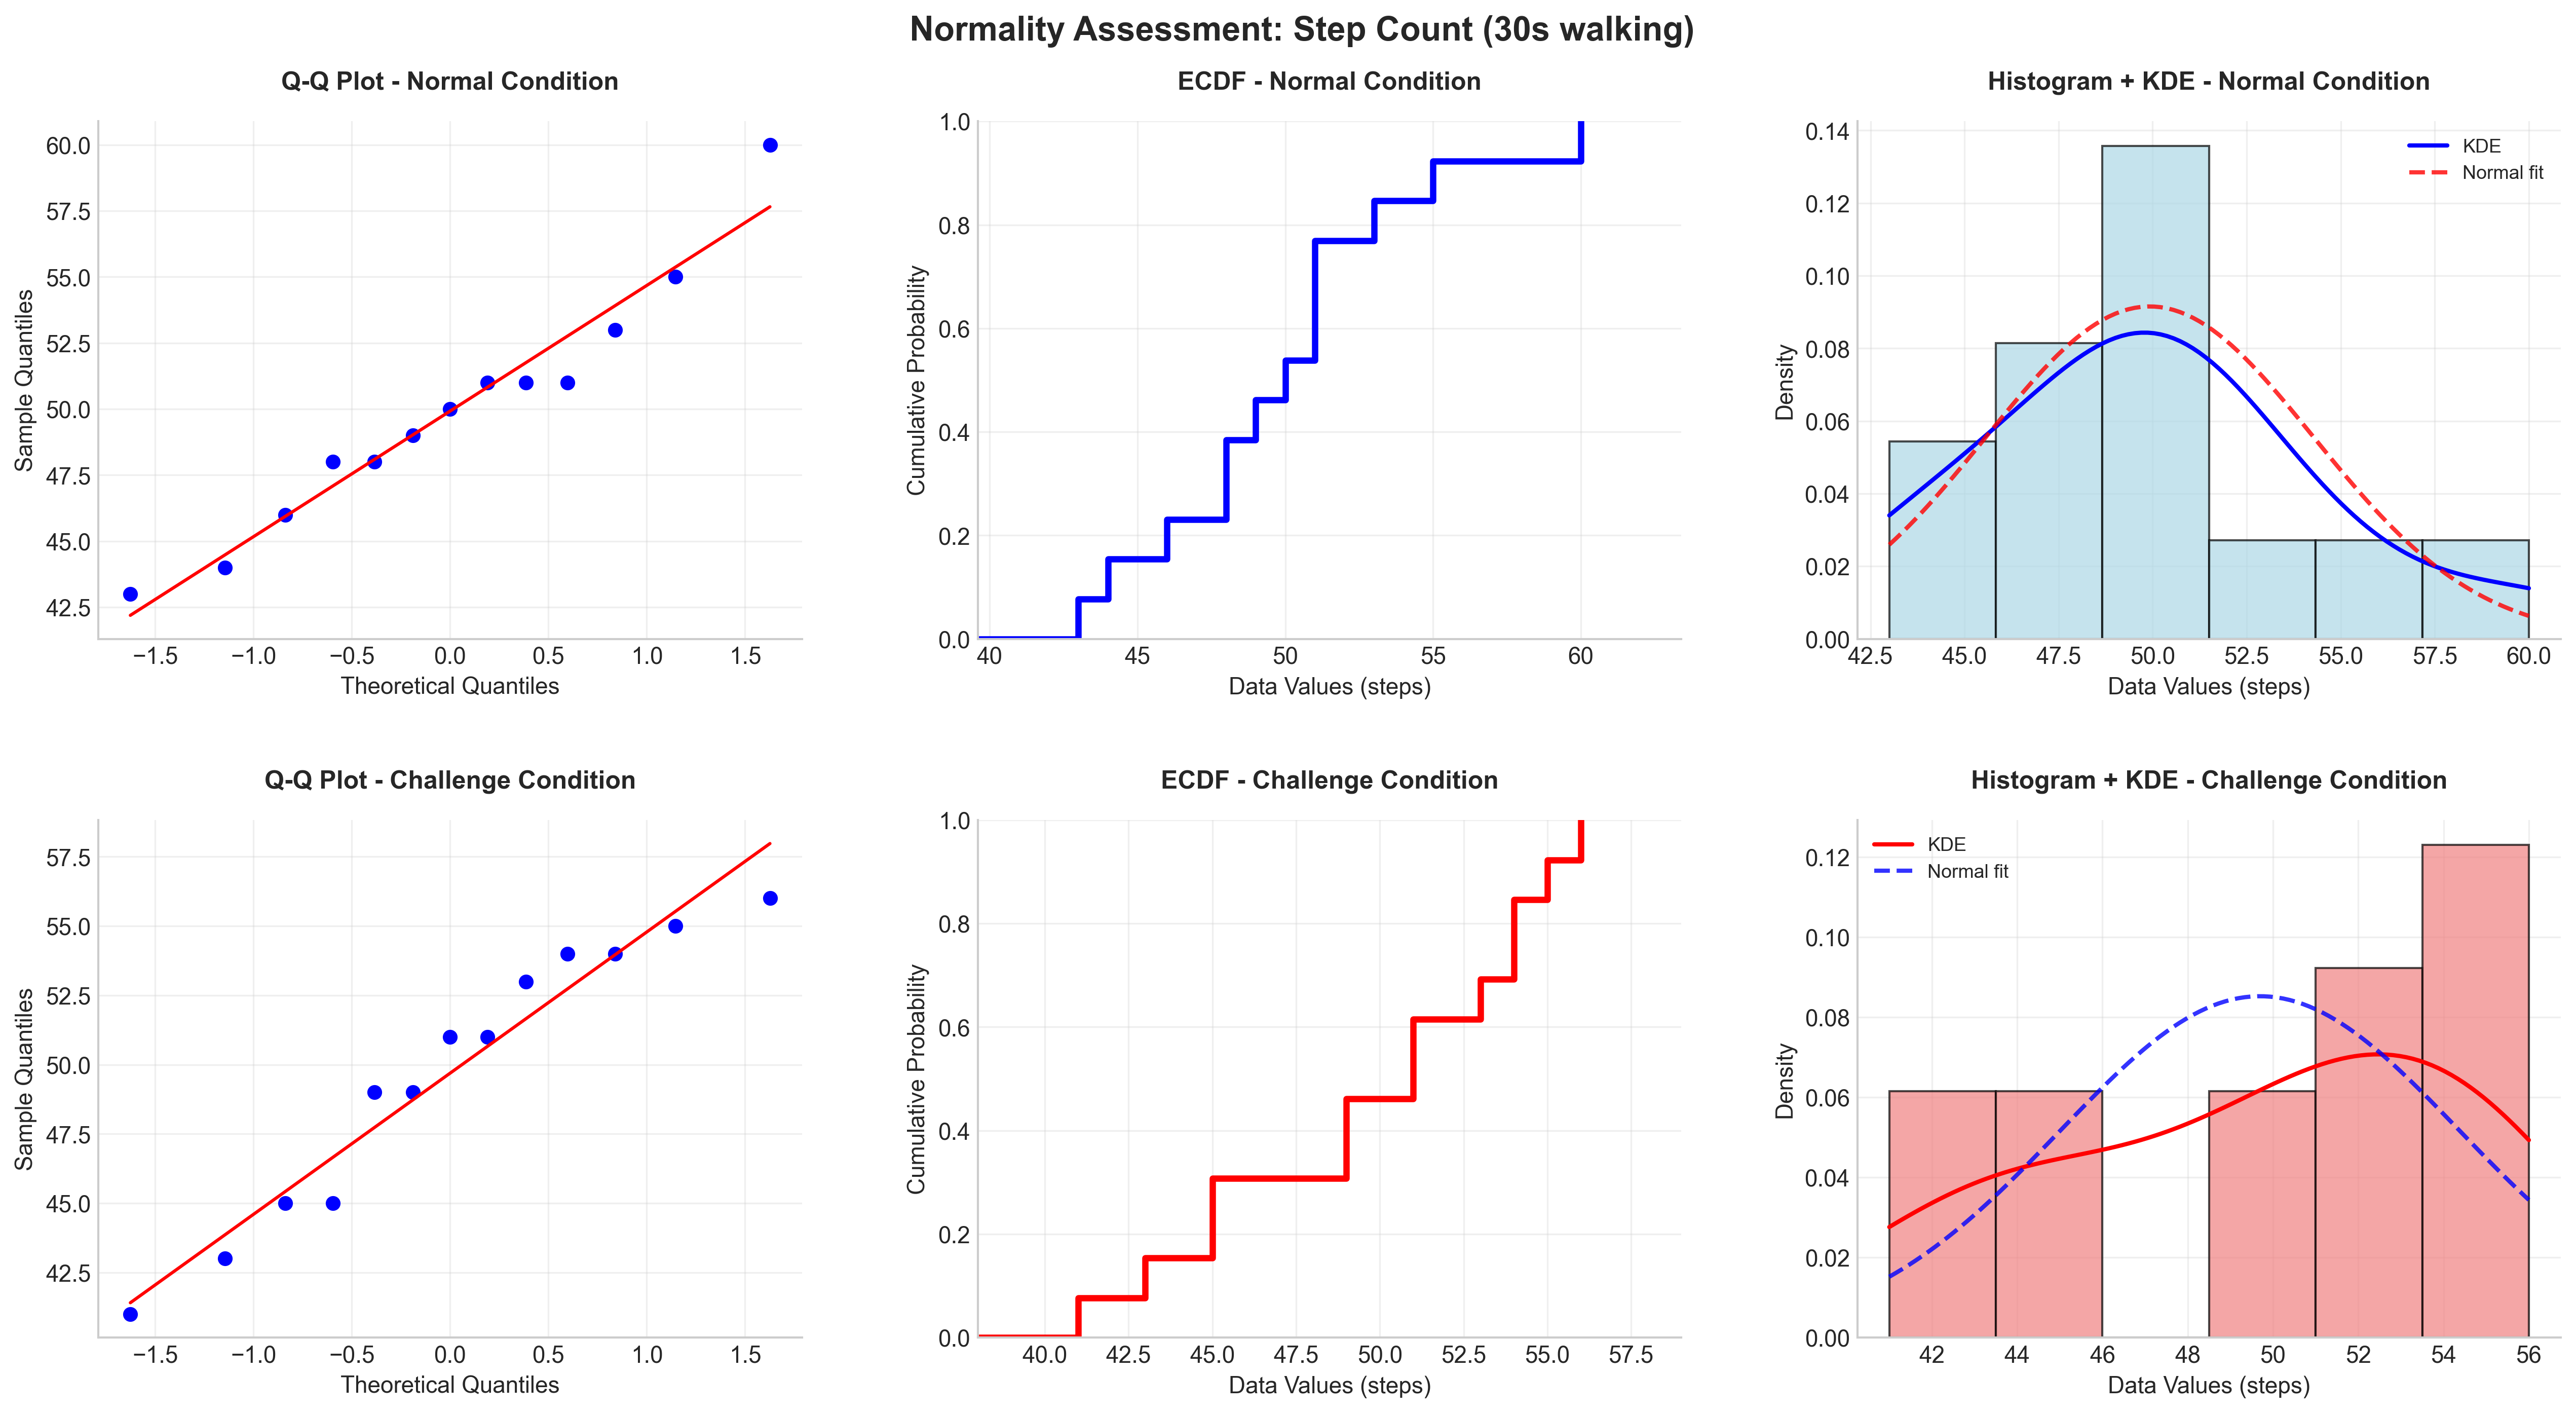 Normality Assessment: Step Count (30s walking)
Q-Q Plot - Normal Condition
60.0
57.5
55.0
52.5
50.0
47.5
45.0
42.5
Sample Quantiles
−1.5 −1.0 −0.5 0.0 0.5 1.0 1.5
Theoretical Quantiles
ECDF - Normal Condition
1.0
0.8
0.6
0.4
0.2
0.0
Cumulative Probability
40 45 50 55 60
Data Values (steps)
Histogram + KDE - Normal Condition
0.14
0.12
0.10
0.08
0.06
0.04
0.02
0.00
Density
KDE
Normal fit
42.5 45.0 47.5 50.0 52.5 55.0 57.5 60.0
Data Values (steps)
Q-Q Plot - Challenge Condition
57.5
55.0
52.5
50.0
47.5
45.0
42.5
Sample Quantiles
−1.5 −1.0 −0.5 0.0 0.5 1.0 1.5
Theoretical Quantiles
ECDF - Challenge Condition
1.0
0.8
0.6
0.4
0.2
0.0
Cumulative Probability
40.0 42.5 45.0 47.5 50.0 52.5 55.0 57.5
Data Values (steps)
Histogram + KDE - Challenge Condition
0.12
0.10
0.08
0.06
0.04
0.02
0.00
Density
KDE
Normal fit
42 44 46 48 50 52 54 56
Data Values (steps)